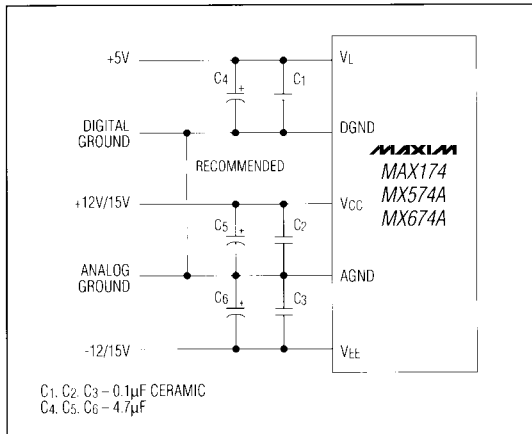 +5V
C4
+
C1
VL
DIGITAL
GROUND
DGND
RECOMMENDED
MAXIM
MAX174
MX574A
MX674A
+12V/15V
VCC
C5
+
C2
ANALOG
GROUND
AGND
C6
+
C3
-12/15V
VEE
C1, C2, C3 – 0.1µF CERAMIC
C4, C5, C6 – 4.7µF